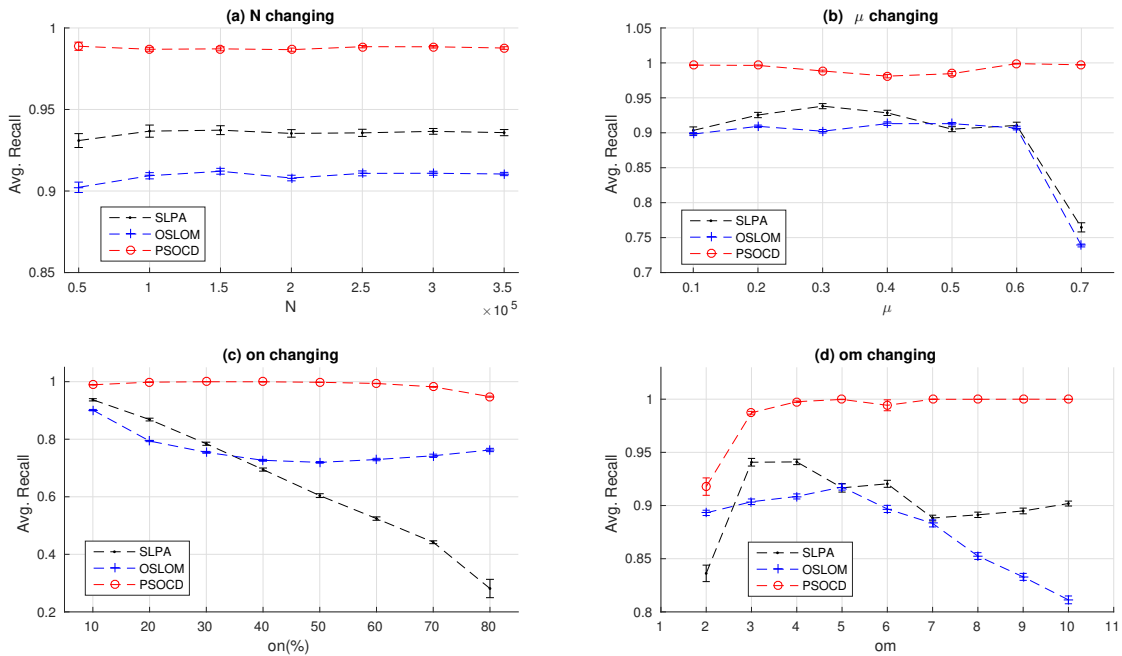 (a) N changing
1
0.95
0.9
0.85
Avg. Recall
SLPA
OSLOM
PSOCD
0.5 1 1.5 2 2.5 3 3.5
N
×10^5
(b) μ changing
1.05
1
0.95
0.9
0.85
0.8
0.75
0.7
Avg. Recall
SLPA
OSLOM
PSOCD
0.1 0.2 0.3 0.4 0.5 0.6 0.7
μ
(c) on changing
1
0.8
0.6
0.4
0.2
Avg. Recall
SLPA
OSLOM
PSOCD
10 20 30 40 50 60 70 80
on(%)
(d) om changing
1
0.95
0.9
0.85
0.8
Avg. Recall
SLPA
OSLOM
PSOCD
1 2 3 4 5 6 7 8 9 10 11
om